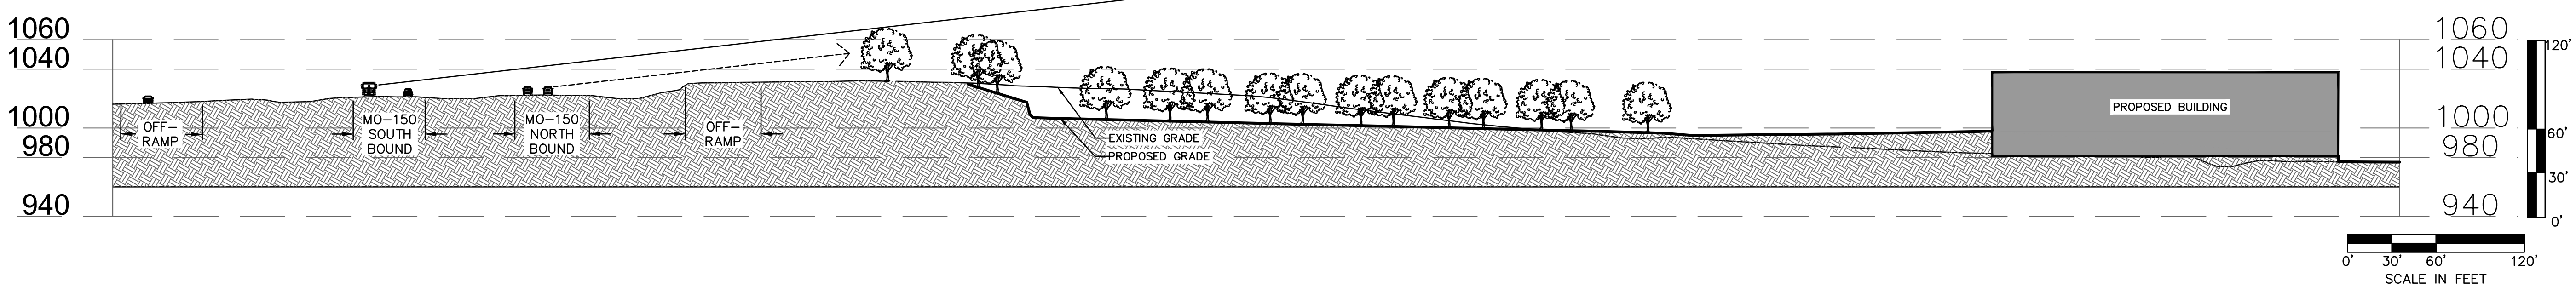 1060
1040
1000
980
940
OFF-
RAMP
MO-150
SOUTH
BOUND
MO-150
NORTH
BOUND
OFF-
RAMP
EXISTING GRADE
PROPOSED GRADE
PROPOSED BUILDING
1060
1040
1000
980
940
120'
60'
30'
0'
0' 30' 60' 120'
SCALE IN FEET